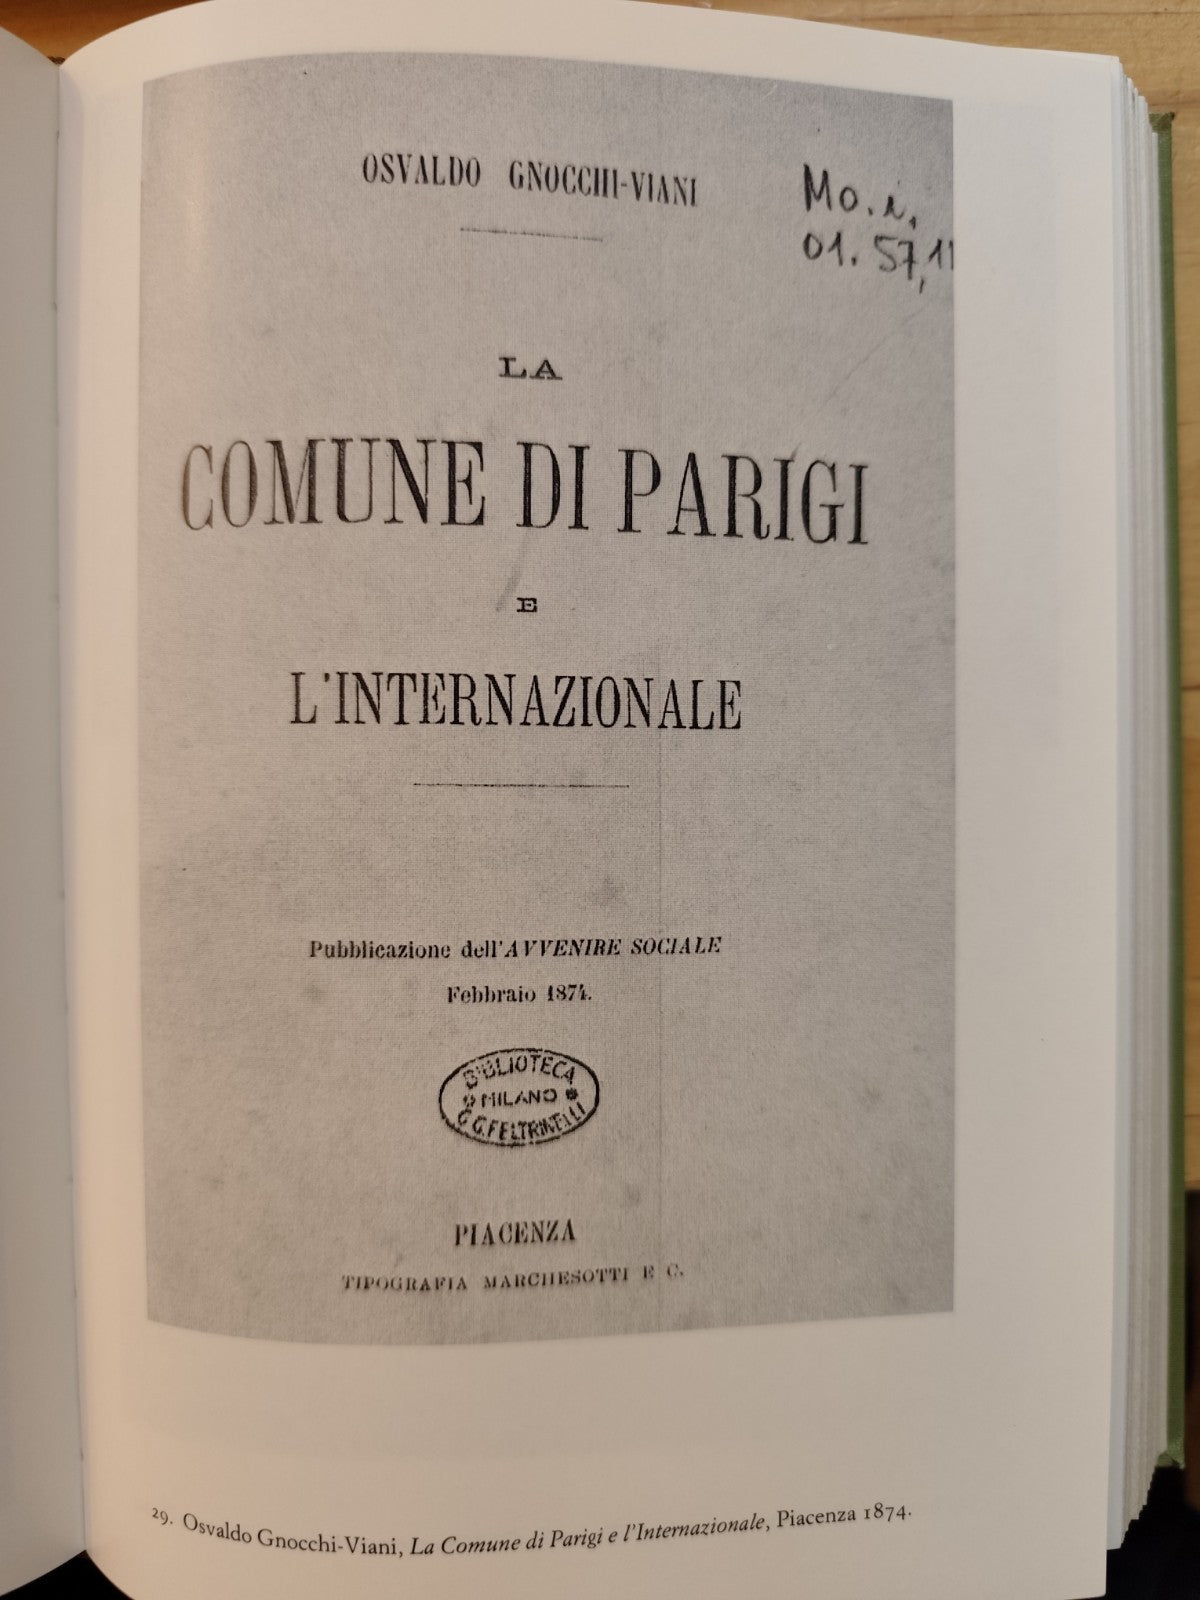 OSVALDO GNOCCHI-VIANI
Mo. i,
01. 57, 11
LA
COMUNE DI PARIGI
E
L'INTERNAZIONALE
Pubblicazione dell'AVVENIRE SOCIALE
Febbraio 1874.
BIBLIOTECA
MILANO
G. G. FELTRINELLI
PIACENZA
TIPOGRAFIA MARCHESOTTI E C.
29. Osvaldo Gnocchi-Viani, La Comune di Parigi e l'Internazionale, Piacenza 1874.